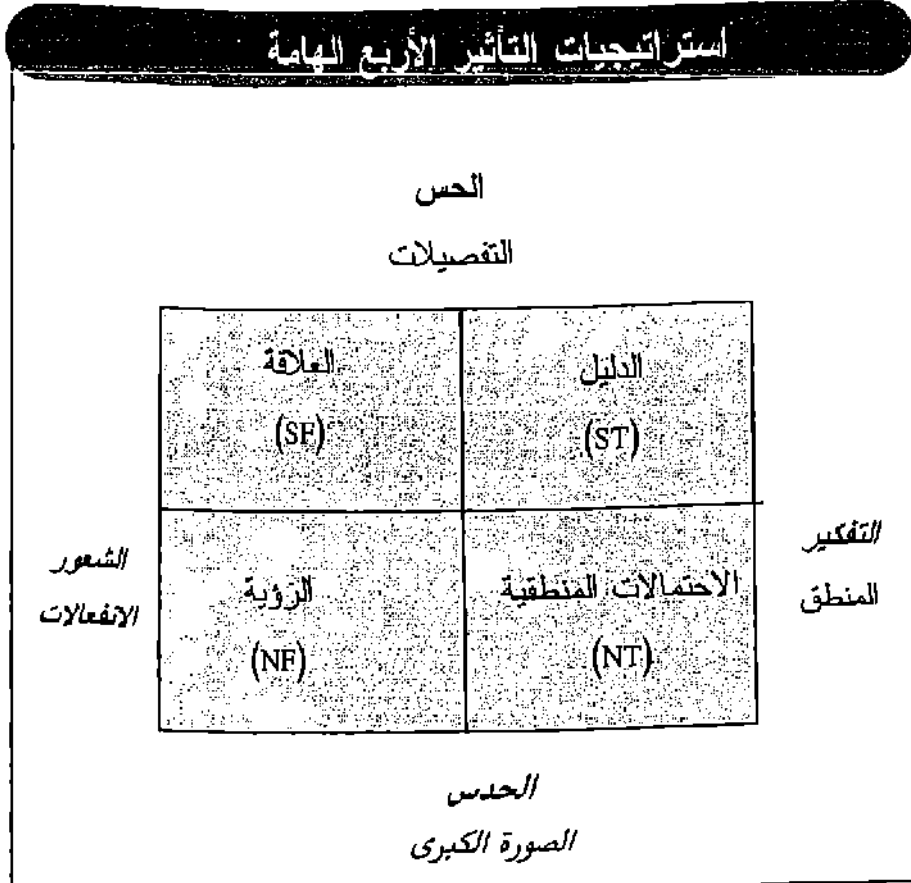 استراتيجيات التأثير الأربع الهامة
الحس
التفصيلات
الدليل
(ST)
العلاقة
(SF)
التفكير
المنطق
الشعور
الانفعالات
الاحتمالات المنطقية
(NT)
الرؤية
(NF)
الحدس
الصورة الكبرى